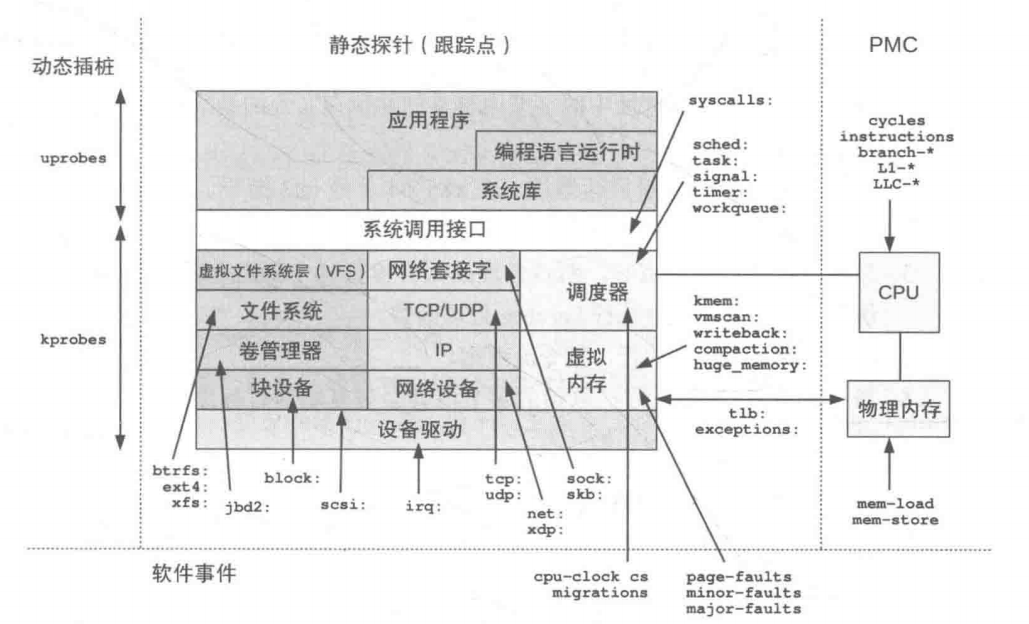 静态探针（跟踪点）
PMC
动态插桩
uprobes
kprobes
应用程序
编程语言运行时
系统库
系统调用接口
虚拟文件系统层（VFS）
网络套接字
调度器
文件系统
TCP/UDP
卷管理器
IP
虚拟
内存
块设备
网络设备
设备驱动
syscalls:
sched:
task:
signal:
timer:
workqueue:
kmem:
vmscan:
writeback:
compaction:
huge_memory:
tlb:
exceptions:
cycles
instructions
branch-*
L1-*
LLC-*
CPU
物理内存
mem-load
mem-store
btrfs:
ext4:
xfs:
jbd2:
block:
scsi:
irq:
tcp:
udp:
net:
xdp:
sock:
skb:
软件事件
cpu-clock cs
migrations
page-faults
minor-faults
major-faults